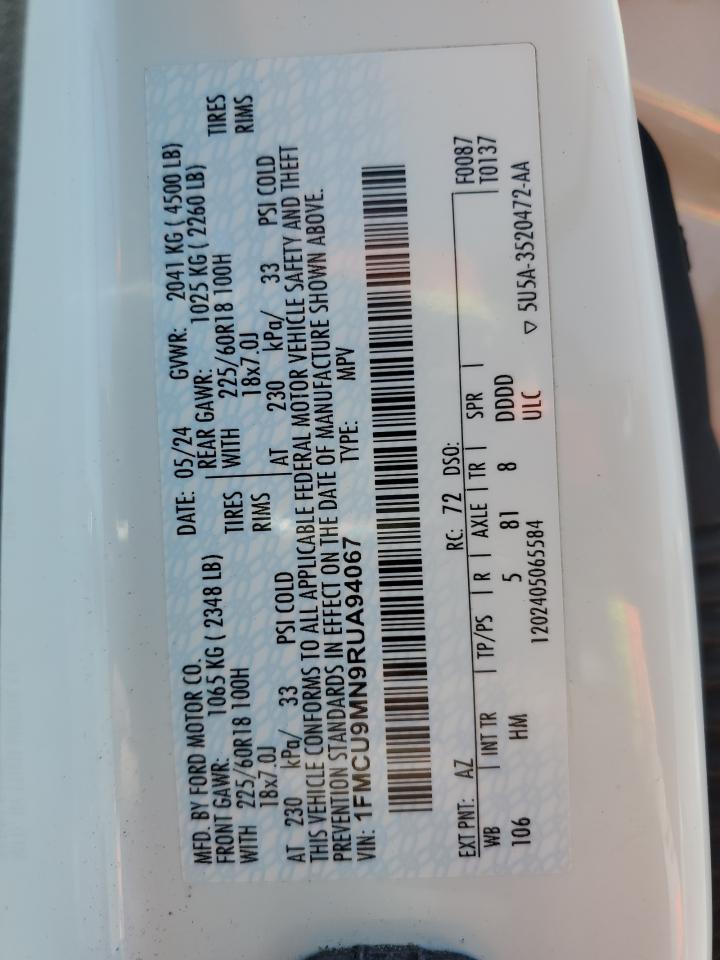 MFD. BY FORD MOTOR CO.
DATE: 05/24 GVWR: 2041 KG ( 4500 LB)
FRONT GAWR: 1065 KG ( 2348 LB) REAR GAWR: 1025 KG ( 2260 LB)
WITH 225/60R18 100H TIRES WITH 225/60R18 100H TIRES
18x7.0J RIMS 18x7.0J RIMS
AT 230 kPa/ 33 PSI COLD AT 230 kPa/ 33 PSI COLD
THIS VEHICLE CONFORMS TO ALL APPLICABLE FEDERAL MOTOR VEHICLE SAFETY AND THEFT
PREVENTION STANDARDS IN EFFECT ON THE DATE OF MANUFACTURE SHOWN ABOVE.
VIN: 1FMCU9MN9RUA94067 TYPE: MPV
EXT PNT: AZ RC: 72 DSO: F0087
WB INT TR TP/PS R AXLE TR SPR T0137
106 HM 5 81 8 DDDD
ULC
1202405065584 ▽ 5U5A-3520472-AA